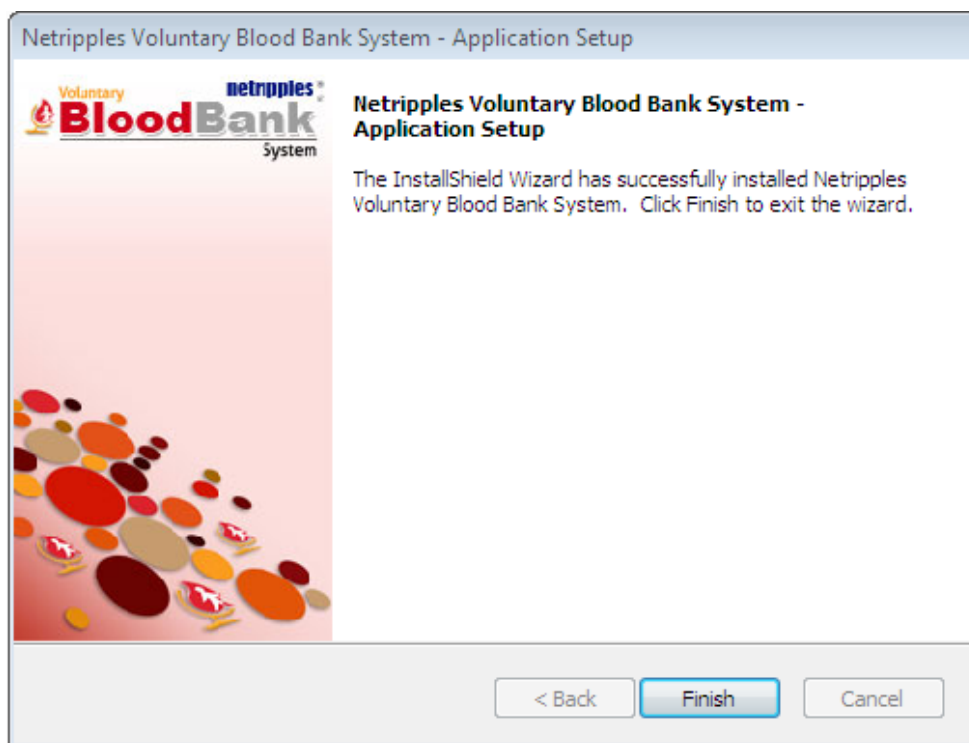 Netripples Voluntary Blood Bank System - Application Setup
Voluntary
netripples
BloodBank
System
Netripples Voluntary Blood Bank System -
Application Setup
The InstallShield Wizard has successfully installed Netripples
Voluntary Blood Bank System.  Click Finish to exit the wizard.
< Back
Finish
Cancel